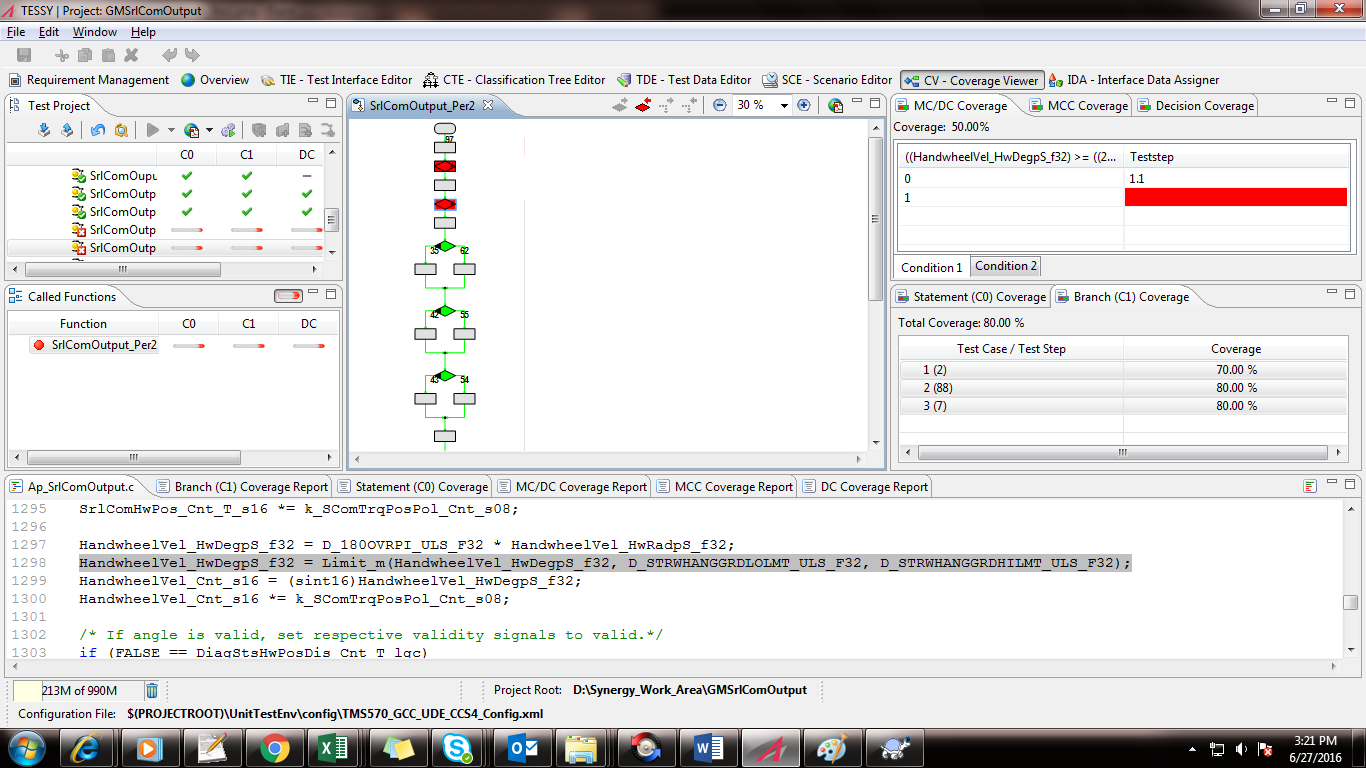 TESSY | Project: GMSrlComOutput
File Edit Window Help
Requirement Management Overview TIE - Test Interface Editor CTE - Classification Tree Editor TDE - Test Data Editor SCE - Scenario Editor CV - Coverage Viewer IDA - Interface Data Assigner
Test Project
C0 C1 DC
SrlComOupu
SrlComOutp
SrlComOutp
SrlComOutp
SrlComOutp
Called Functions
Function C0 C1 DC
SrlComOutput_Per2
SrlComOutput_Per2
30 %
97
35 62
42 55
43 54
MC/DC Coverage MCC Coverage Decision Coverage
Coverage: 50.00%
((HandwheelVel_HwDegpS_f32) >= ((2... Teststep
0 1.1
1
Condition 1 Condition 2
Statement (C0) Coverage Branch (C1) Coverage
Total Coverage: 80.00 %
Test Case / Test Step Coverage
1 (2) 70.00 %
2 (88) 80.00 %
3 (7) 80.00 %
Ap_SrlComOutput.c Branch (C1) Coverage Report Statement (C0) Coverage MC/DC Coverage Report MCC Coverage Report DC Coverage Report
1295 SrlComHwPos_Cnt_T_s16 *= k_SComTrqPosPol_Cnt_s08;
1296
1297 HandwheelVel_HwDegpS_f32 = D_180OVRPI_ULS_F32 * HandwheelVel_HwRadpS_f32;
1298 HandwheelVel_HwDegpS_f32 = Limit_m(HandwheelVel_HwDegpS_f32, D_STRWHANGGRDLOLMT_ULS_F32, D_STRWHANGGRDHILMT_ULS_F32);
1299 HandwheelVel_Cnt_s16 = (sint16)HandwheelVel_HwDegpS_f32;
1300 HandwheelVel_Cnt_s16 *= k_SComTrqPosPol_Cnt_s08;
1301
1302 /* If angle is valid, set respective validity signals to valid.*/
1303 if (FALSE == DiagStsHwPosDis_Cnt_T_lgc)
213M of 990M Project Root: D:\Synergy_Work_Area\GMSrlComOutput
Configuration File: $(PROJECTROOT)\UnitTestEnv\config\TMS570_GCC_UDE_CCS4_Config.xml
3:21 PM
6/27/2016